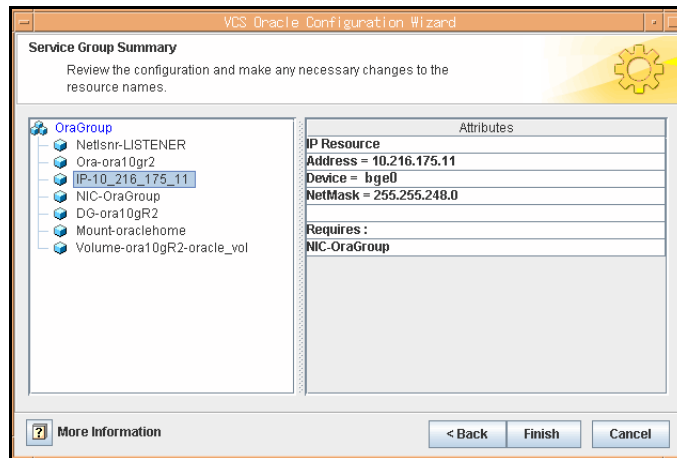 VCS Oracle Configuration Wizard
Service Group Summary
Review the configuration and make any necessary changes to the
resource names.
OraGroup
Netlsnr-LISTENER
Ora-ora10gr2
IP-10_216_175_11
NIC-OraGroup
DG-ora10gR2
Mount-oraclehome
Volume-ora10gR2-oracle_vol
Attributes
IP Resource
Address = 10.216.175.11
Device = bge0
NetMask = 255.255.248.0
Requires :
NIC-OraGroup
? More Information
< Back
Finish
Cancel